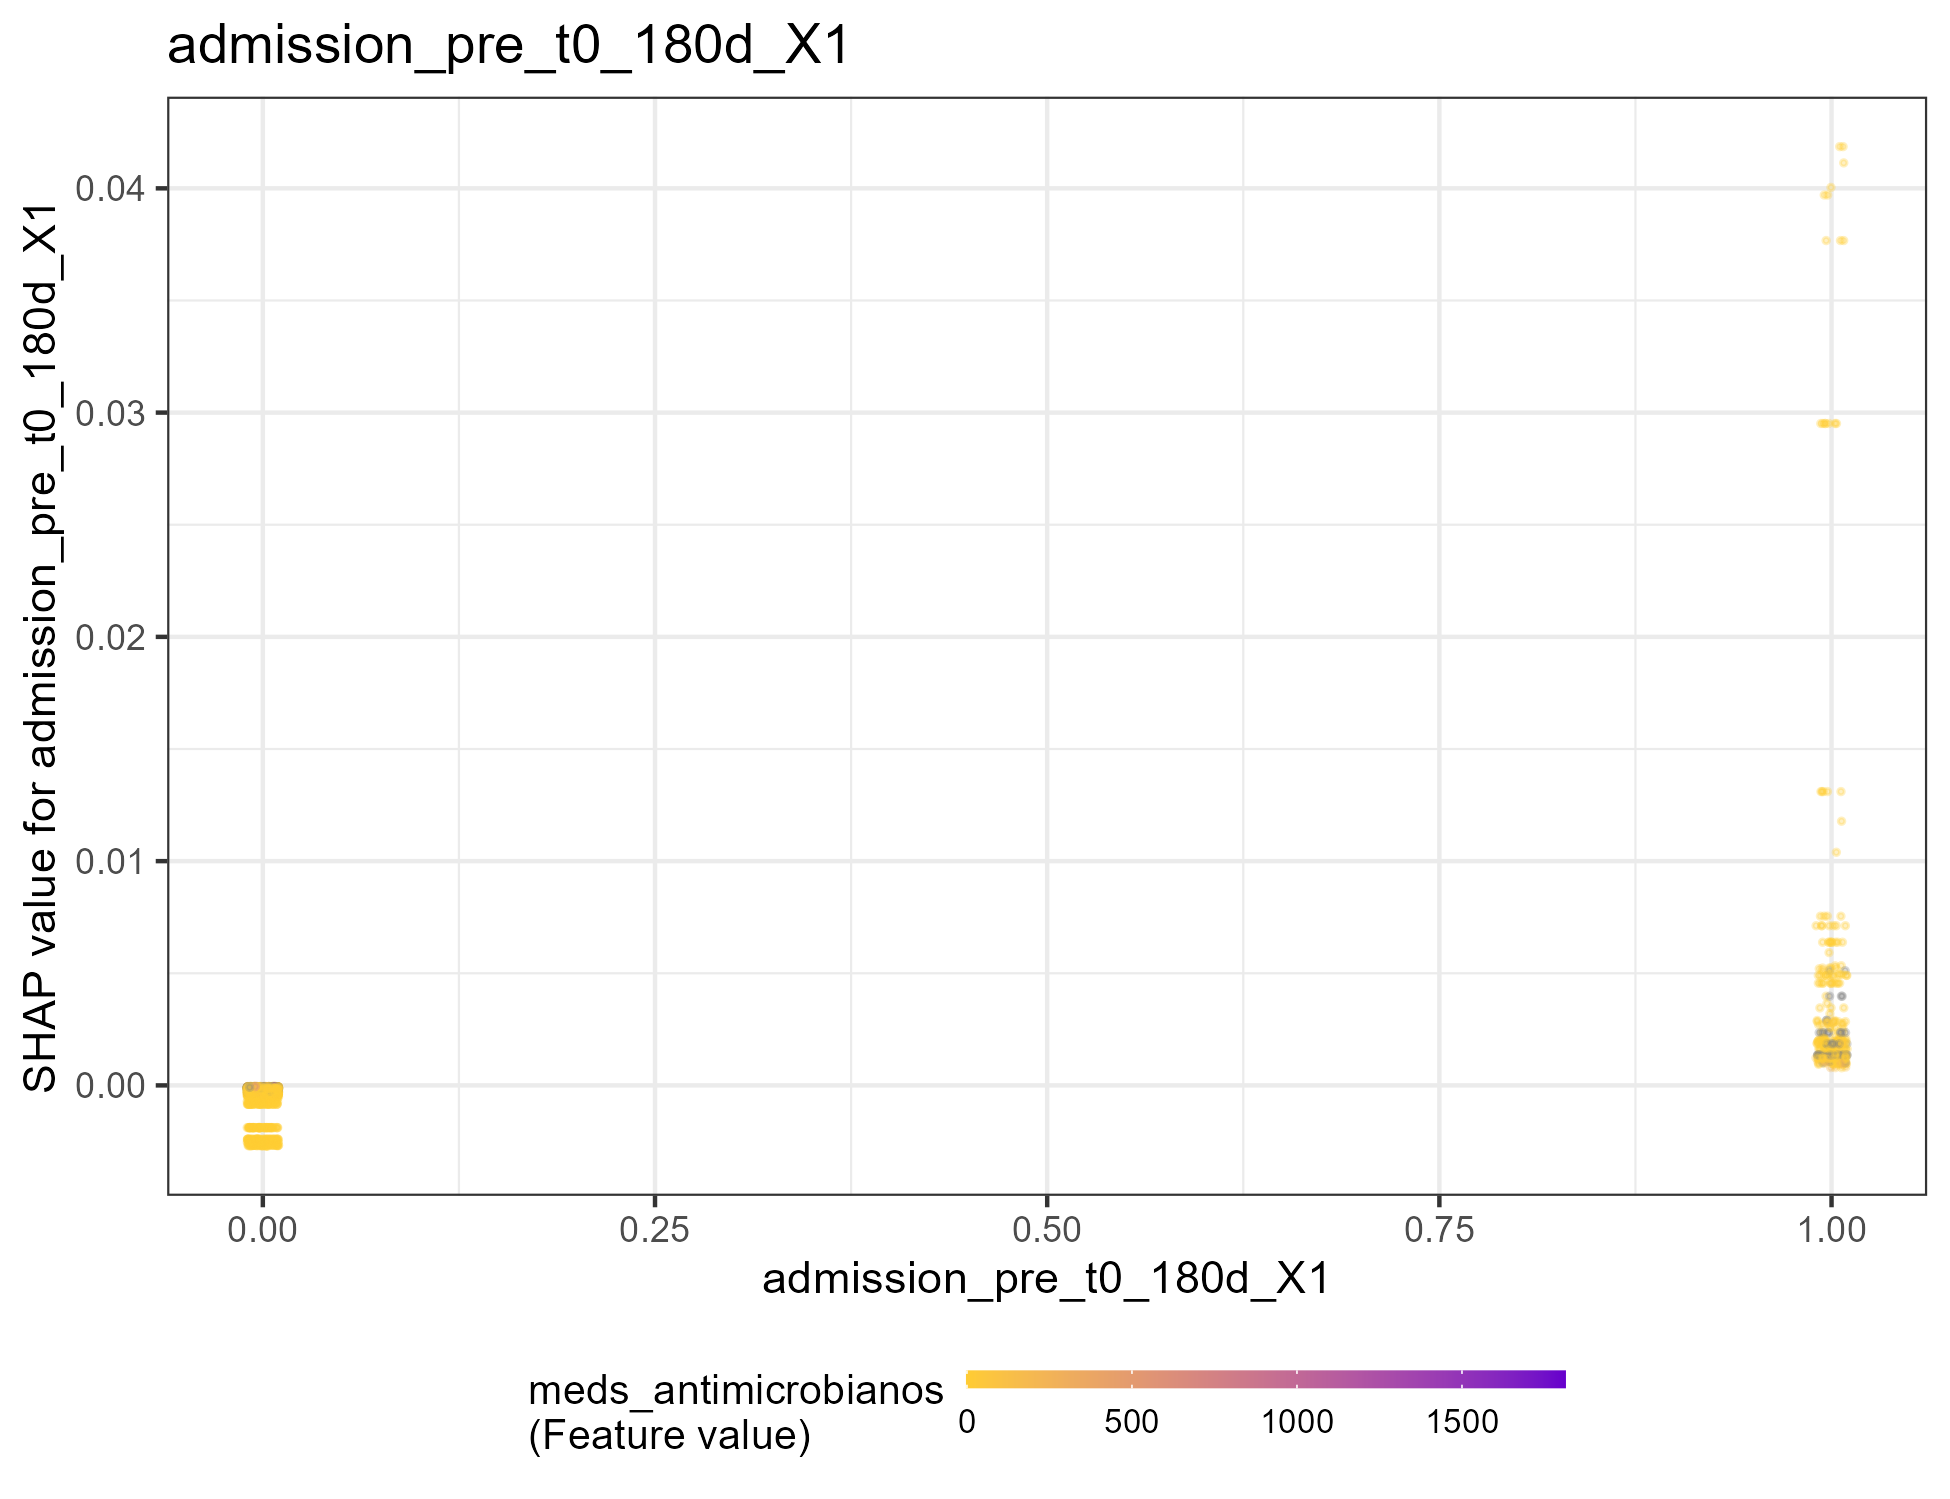 admission_pre_t0_180d_X1
SHAP value for admission_pre_t0_180d_X1
0.04
0.03
0.02
0.01
0.00
0.00 0.25 0.50 0.75 1.00
admission_pre_t0_180d_X1
meds_antimicrobianos
(Feature value)
0 500 1000 1500